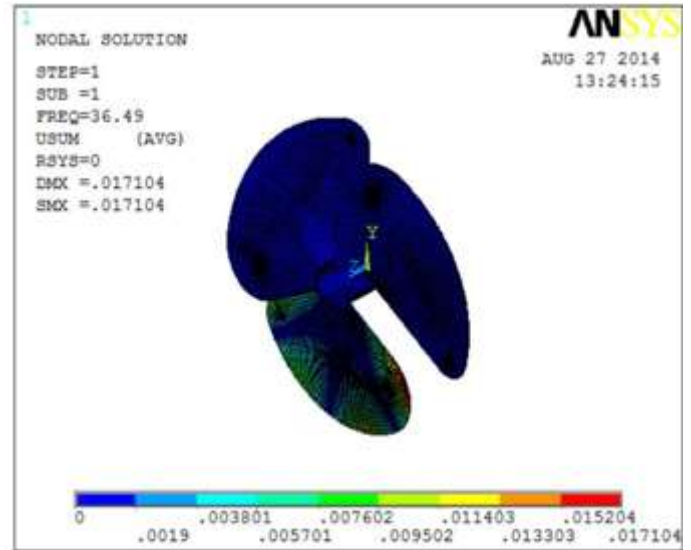 1
NODAL SOLUTION
STEP=1
SUB =1
FREQ=36.49
USUM (AVG)
RSYS=0
DMX =.017104
SMX =.017104
ANSYS
AUG 27 2014
13:24:15
Y
Z
0 .003801 .007602 .011403 .015204
.0019 .005701 .009502 .013303 .017104